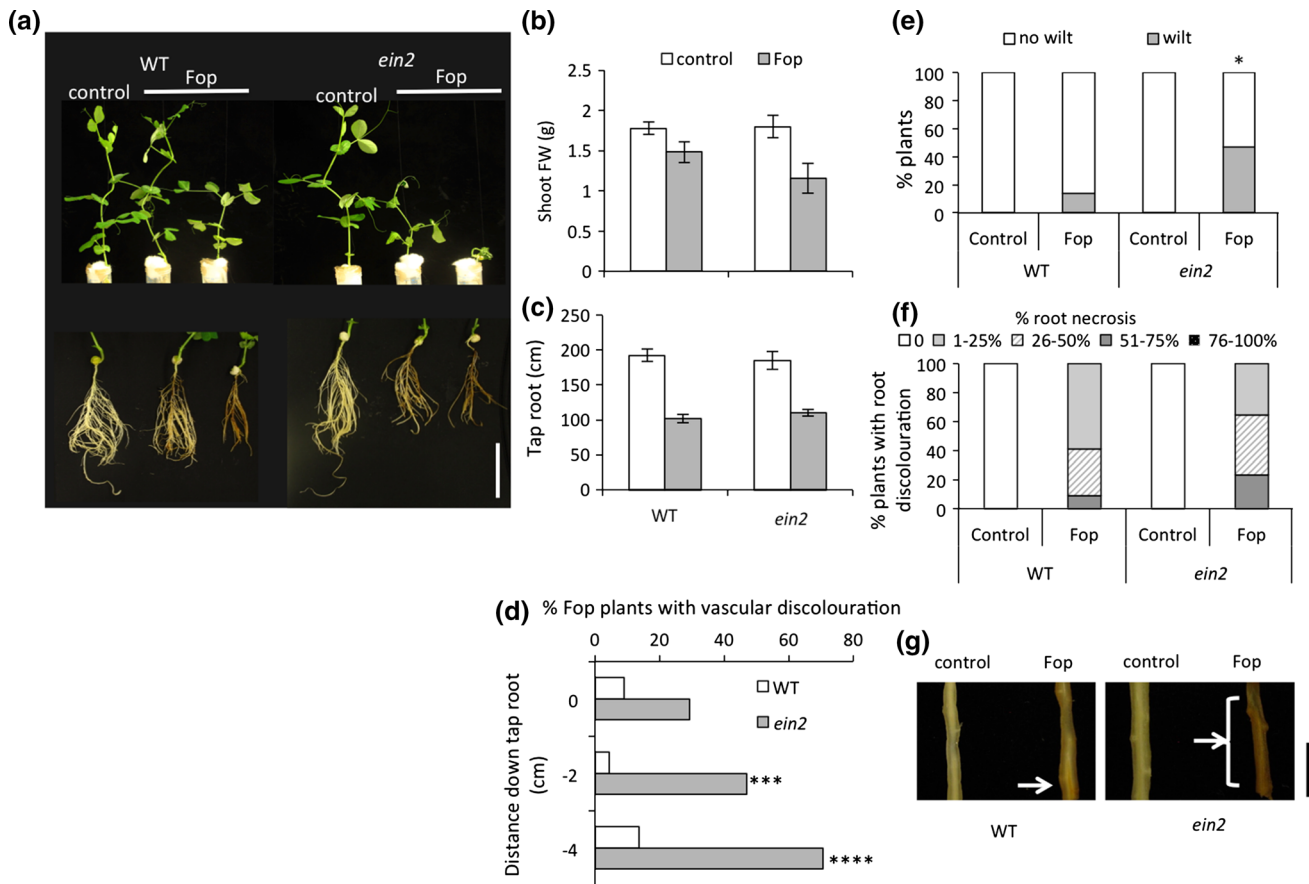 (a)
WT
ein2
control
Fop
control
Fop
(b)
control
Fop
Shoot FW (g)
2.5
2
1.5
1
0.5
0
(c)
Tap root (cm)
250
200
150
100
50
0
WT
ein2
(d)
% Fop plants with vascular discolouration
0
20
40
60
80
Distance down tap root
(cm)
0
-2
-4
WT
ein2
***
****
(e)
no wilt
wilt
% plants
100
80
60
40
20
0
*
Control
Fop
Control
Fop
WT
ein2
(f)
% root necrosis
0
1-25%
26-50%
51-75%
76-100%
% plants with root
discolouration
100
80
60
40
20
0
Control
Fop
Control
Fop
WT
ein2
(g)
control
Fop
control
Fop
WT
ein2